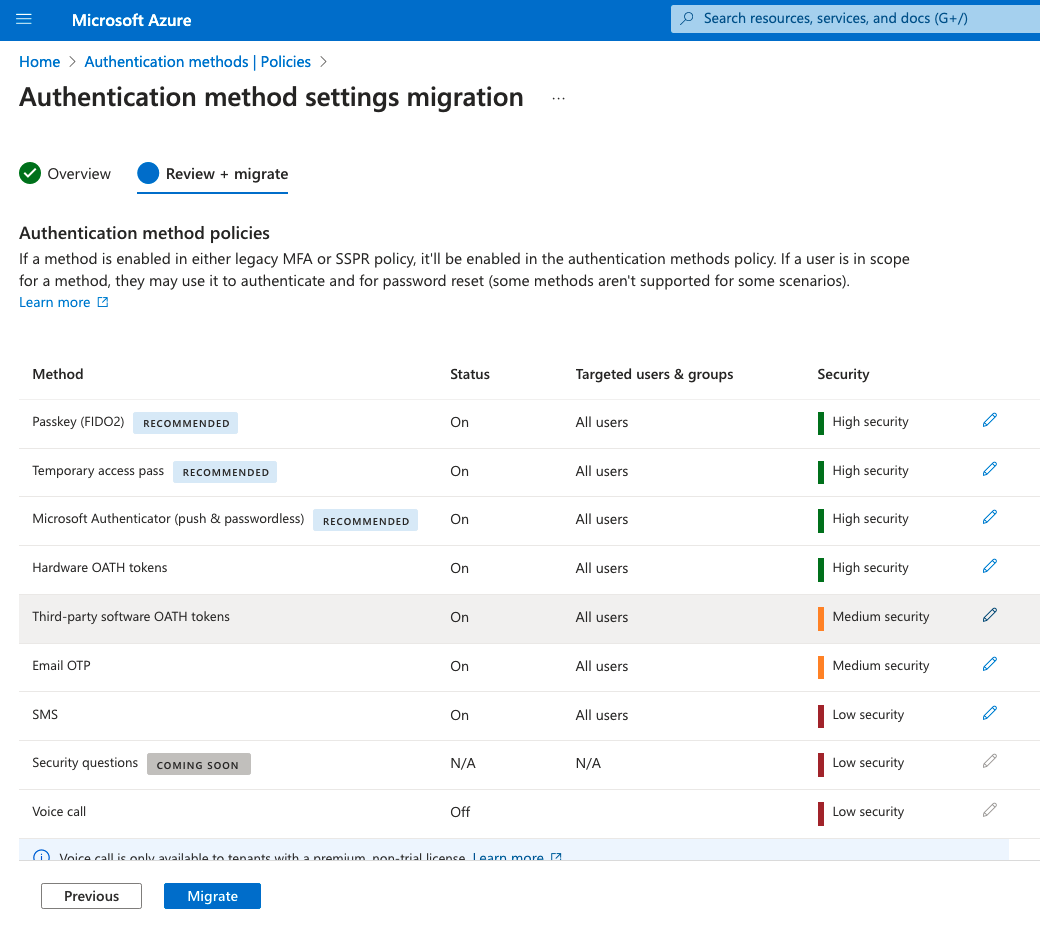 Microsoft Azure
Search resources, services, and docs (G+/)
Home > Authentication methods | Policies >
Authentication method settings migration ...
Overview
Review + migrate
Authentication method policies
If a method is enabled in either legacy MFA or SSPR policy, it'll be enabled in the authentication methods policy. If a user is in scope
for a method, they may use it to authenticate and for password reset (some methods aren't supported for some scenarios).
Learn more
Method Status Targeted users & groups Security
Passkey (FIDO2) RECOMMENDED On All users High security
Temporary access pass RECOMMENDED On All users High security
Microsoft Authenticator (push & passwordless) RECOMMENDED On All users High security
Hardware OATH tokens On All users High security
Third-party software OATH tokens On All users Medium security
Email OTP On All users Medium security
SMS On All users Low security
Security questions COMING SOON N/A N/A Low security
Voice call Off Low security
Voice call is only available to tenants with a premium, non-trial license. Learn more
Previous
Migrate